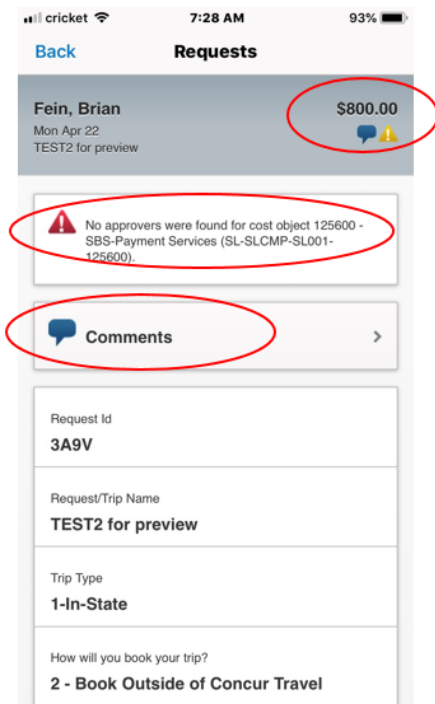 cricket 7:28 AM 93%
Back Requests
Fein, Brian $800.00
Mon Apr 22
TEST2 for preview
No approvers were found for cost object 125600 -
SBS-Payment Services (SL-SLCMP-SL001-
125600).
Comments
Request Id
3A9V
Request/Trip Name
TEST2 for preview
Trip Type
1-In-State
How will you book your trip?
2 - Book Outside of Concur Travel